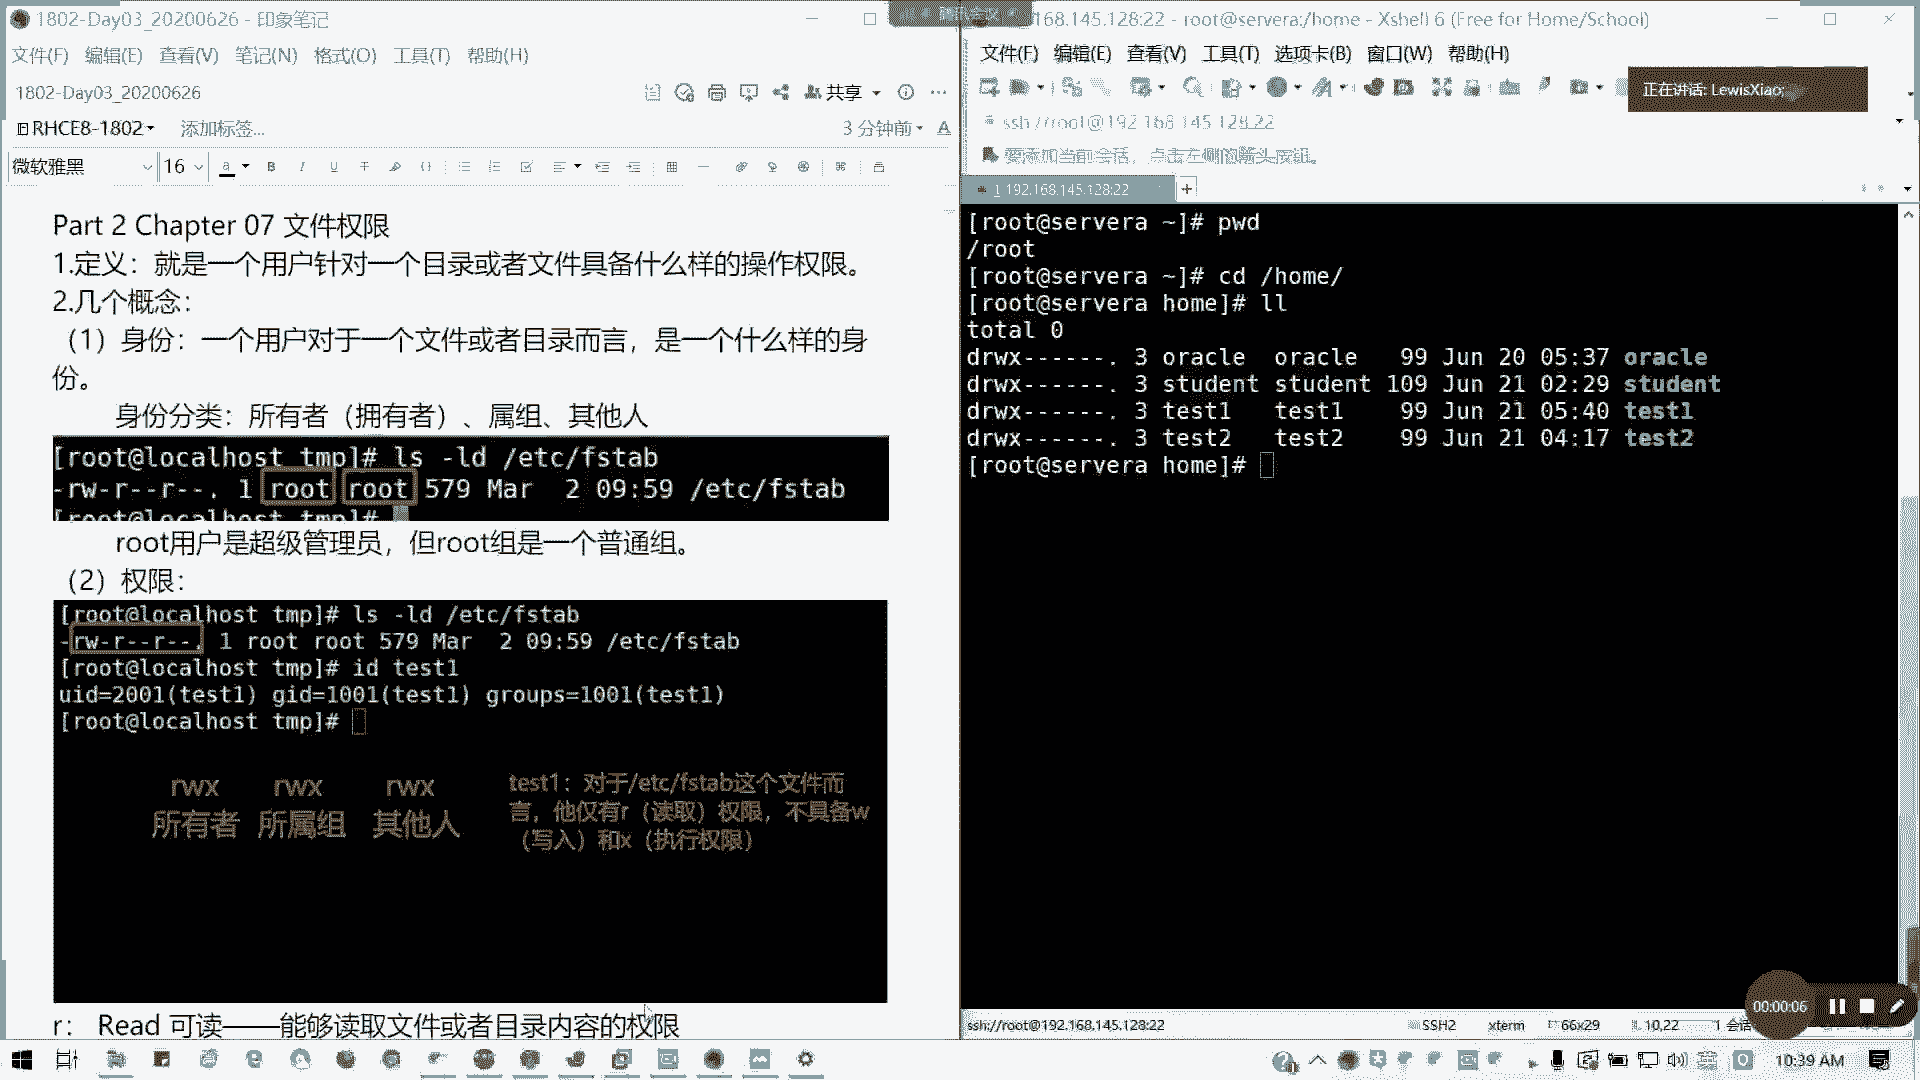 1802-Day03_20200626 - 印象笔记
文件(F) 编辑(E) 查看(V) 笔记(N) 格式(O) 工具(T) 帮助(H)
1802-Day03_20200626
共享
RHCE8-1802
添加标签...
3 分钟前
微软雅黑 16
Part 2 Chapter 07 文件权限
1.定义：就是一个用户针对一个目录或者文件具备什么样的操作权限。
2.几个概念：
（1）身份：一个用户对于一个文件或者目录而言，是一个什么样的身
份。
身份分类：所有者（拥有者）、属组、其他人
[root@localhost tmp]# ls -ld /etc/fstab
-rw-r--r--. 1 root root 579 Mar  2 09:59 /etc/fstab
[root@localhost tmp]#
root用户是超级管理员，但root组是一个普通组。
（2）权限：
[root@localhost tmp]# ls -ld /etc/fstab
-rw-r--r--. 1 root root 579 Mar  2 09:59 /etc/fstab
[root@localhost tmp]# id test1
uid=2001(test1) gid=1001(test1) groups=1001(test1)
[root@localhost tmp]#
rwx rwx rwx
所有者 所属组 其他人
test1：对于/etc/fstab这个文件而
言，他仅有r（读取）权限，不具备w
（写入）和x（执行权限）
r： Read 可读——能够读取文件或者目录内容的权限
168.145.128:22 - root@servera:/home - Xshell 6 (Free for Home/School)
文件(F) 编辑(E) 查看(V) 工具(T) 选项卡(B) 窗口(W) 帮助(H)
正在讲话: LewisXiao;
ssh://root@192.168.145.128:22
要添加当前会话，点击左侧的箭头按钮。
1 192.168.145.128:22
[root@servera ~]# pwd
/root
[root@servera ~]# cd /home/
[root@servera home]# ll
total 0
drwx------. 3 oracle  oracle   99 Jun 20 05:37 oracle
drwx------. 3 student student 109 Jun 21 02:29 student
drwx------. 3 test1   test1    99 Jun 21 05:40 test1
drwx------. 3 test2   test2    99 Jun 21 04:17 test2
[root@servera home]#
00:00:06
ssh://root@192.168.145.128:22 SSH2 xterm 66x29 10,22 1 会话
10:39 AM